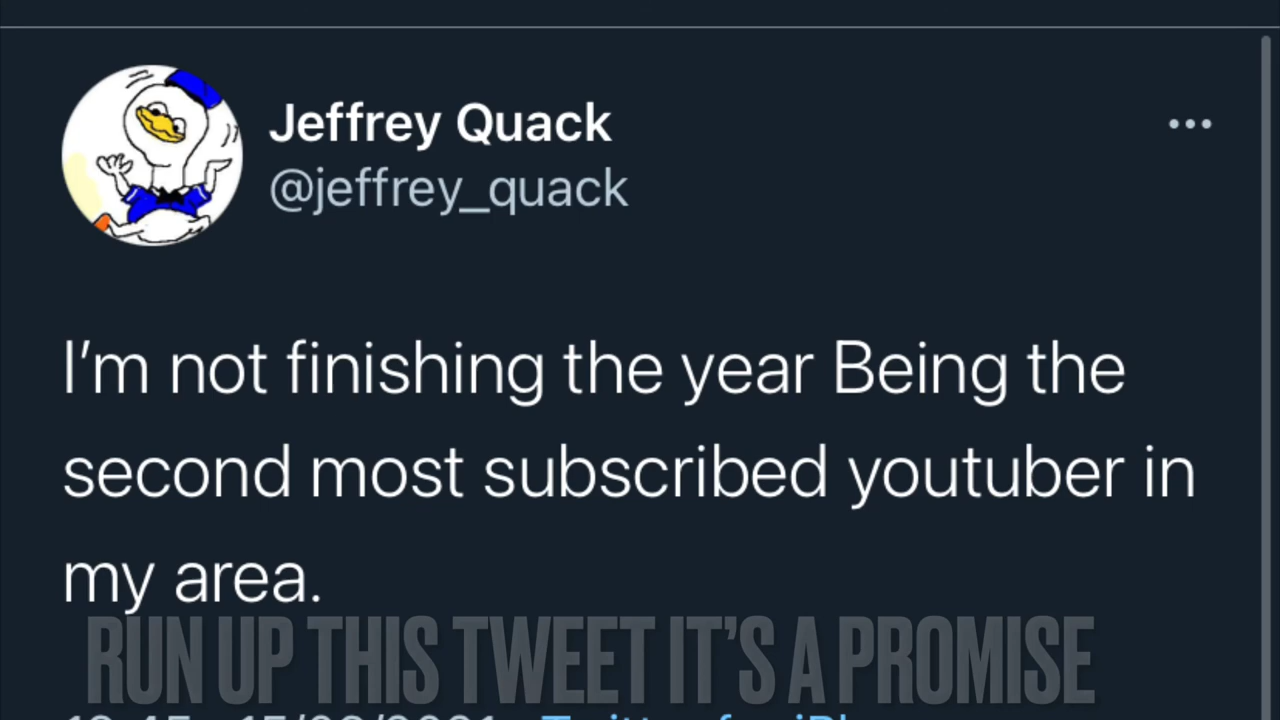 Jeffrey Quack
@jeffrey_quack
I'm not finishing the year Being the
second most subscribed youtuber in
my area.
RUN UP THIS TWEET IT'S A PROMISE